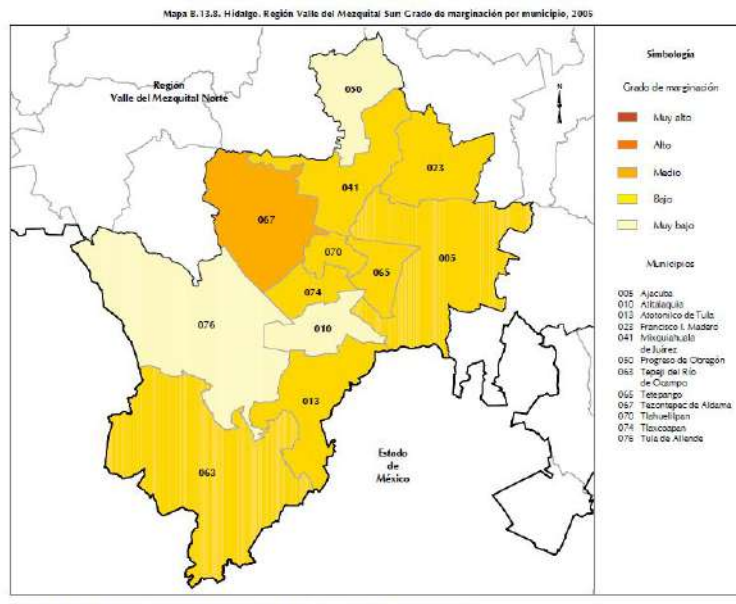 Mapa B.13.8. Hidalgo. Región Valle del Mezquital Sur: Grado de marginación por municipio, 2005
Región
Valle del Mezquital Norte
050
023
041
067
005
070
065
074
076
010
013
063
Estado
de
México
Simbología
Grado de marginación
N
Muy alto
Alto
Medio
Bajo
Muy bajo
Municipios
005 Ajacuba
010 Atitalaquia
013 Atotonilco de Tula
023 Francisco I. Madero
041 Mixquiahuala
de Juárez
050 Progreso de Obregón
063 Tepeji del Río
de Ocampo
065 Tetepango
067 Tezontepec de Aldama
070 Tlahuelilpan
074 Tlaxcoapan
076 Tula de Allende